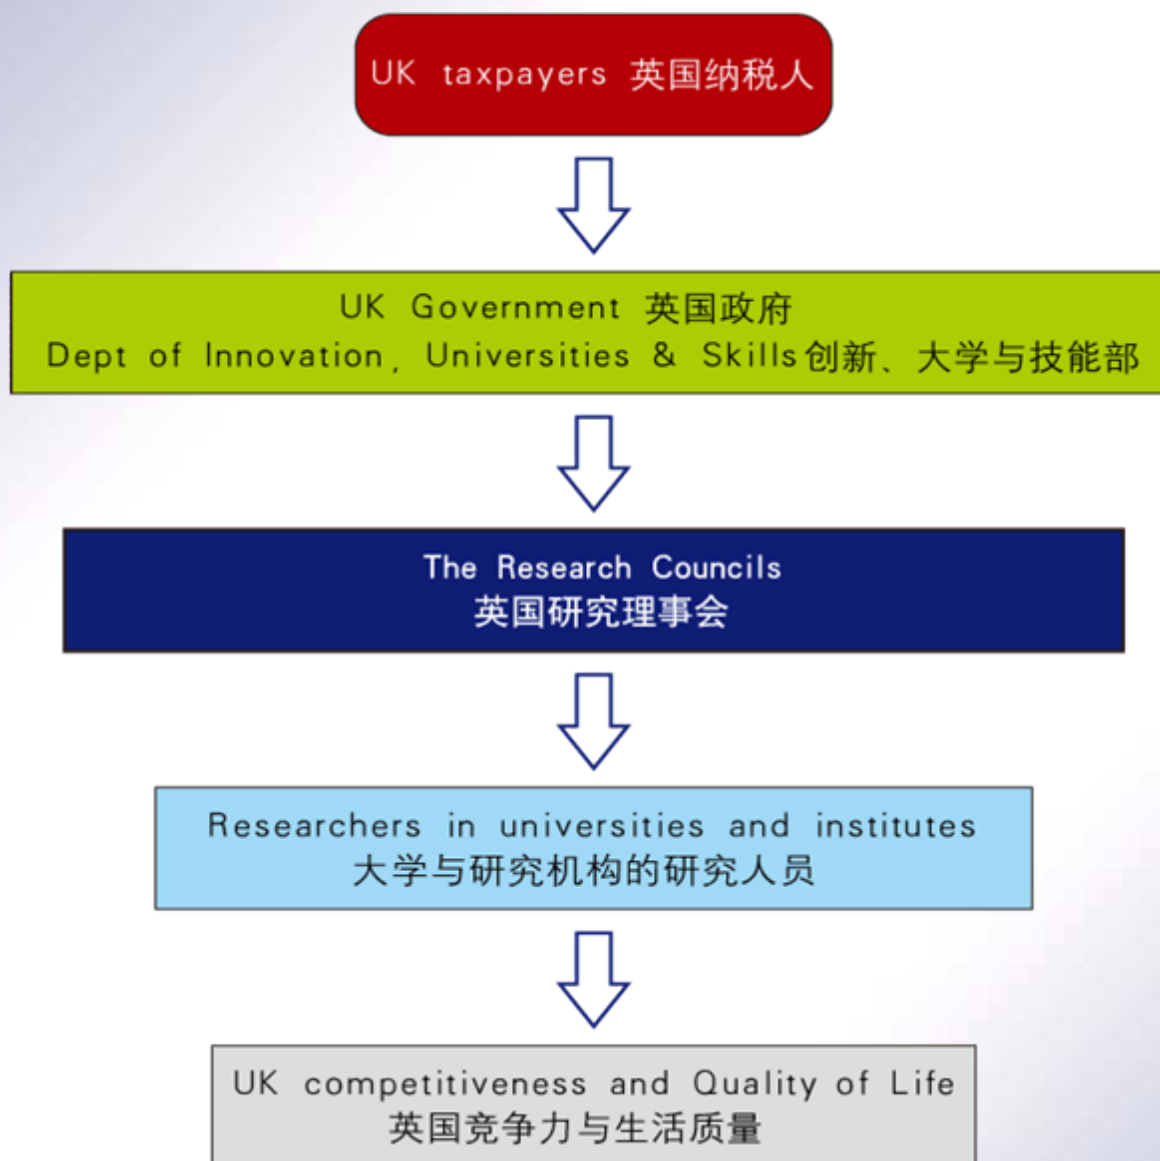 UK taxpayers 英国纳税人
UK Government 英国政府
Dept of Innovation, Universities & Skills 创新、大学与技能部
The Research Councils
英国研究理事会
Researchers in universities and institutes
大学与研究机构的研究人员
UK competitiveness and Quality of Life
英国竞争力与生活质量